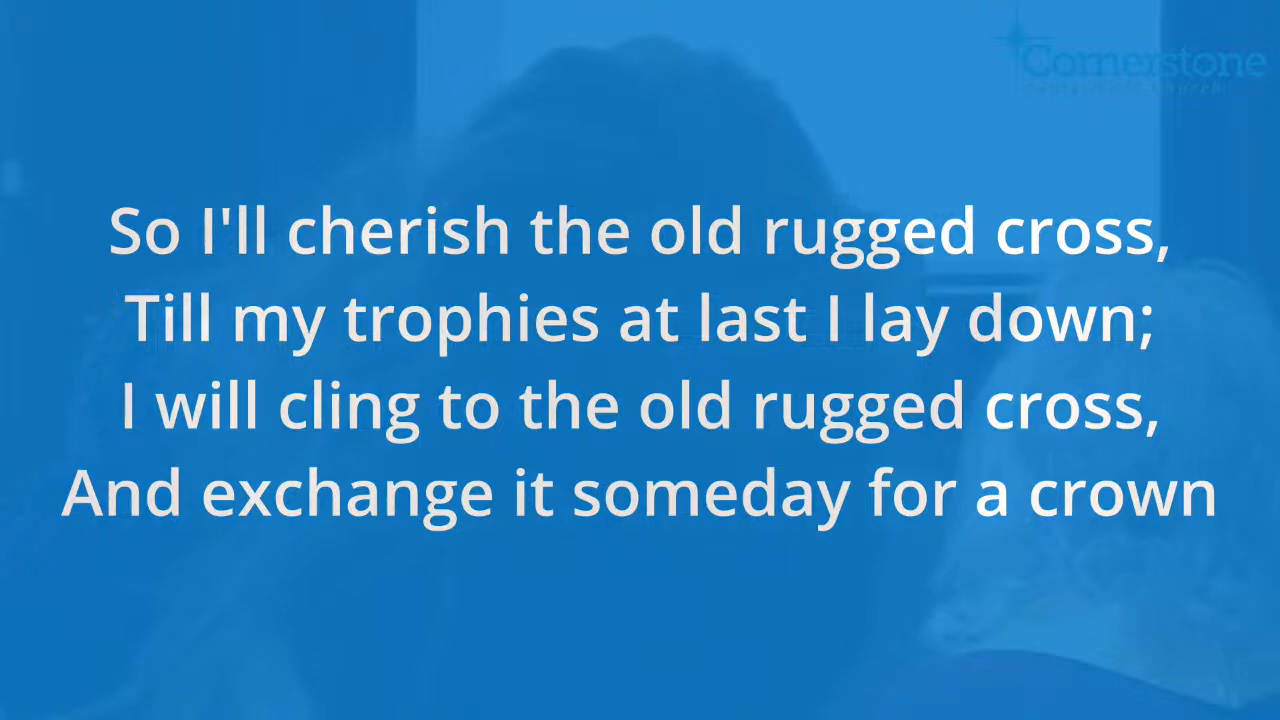 Cornerstone
So I'll cherish the old rugged cross,
Till my trophies at last I lay down;
I will cling to the old rugged cross,
And exchange it someday for a crown